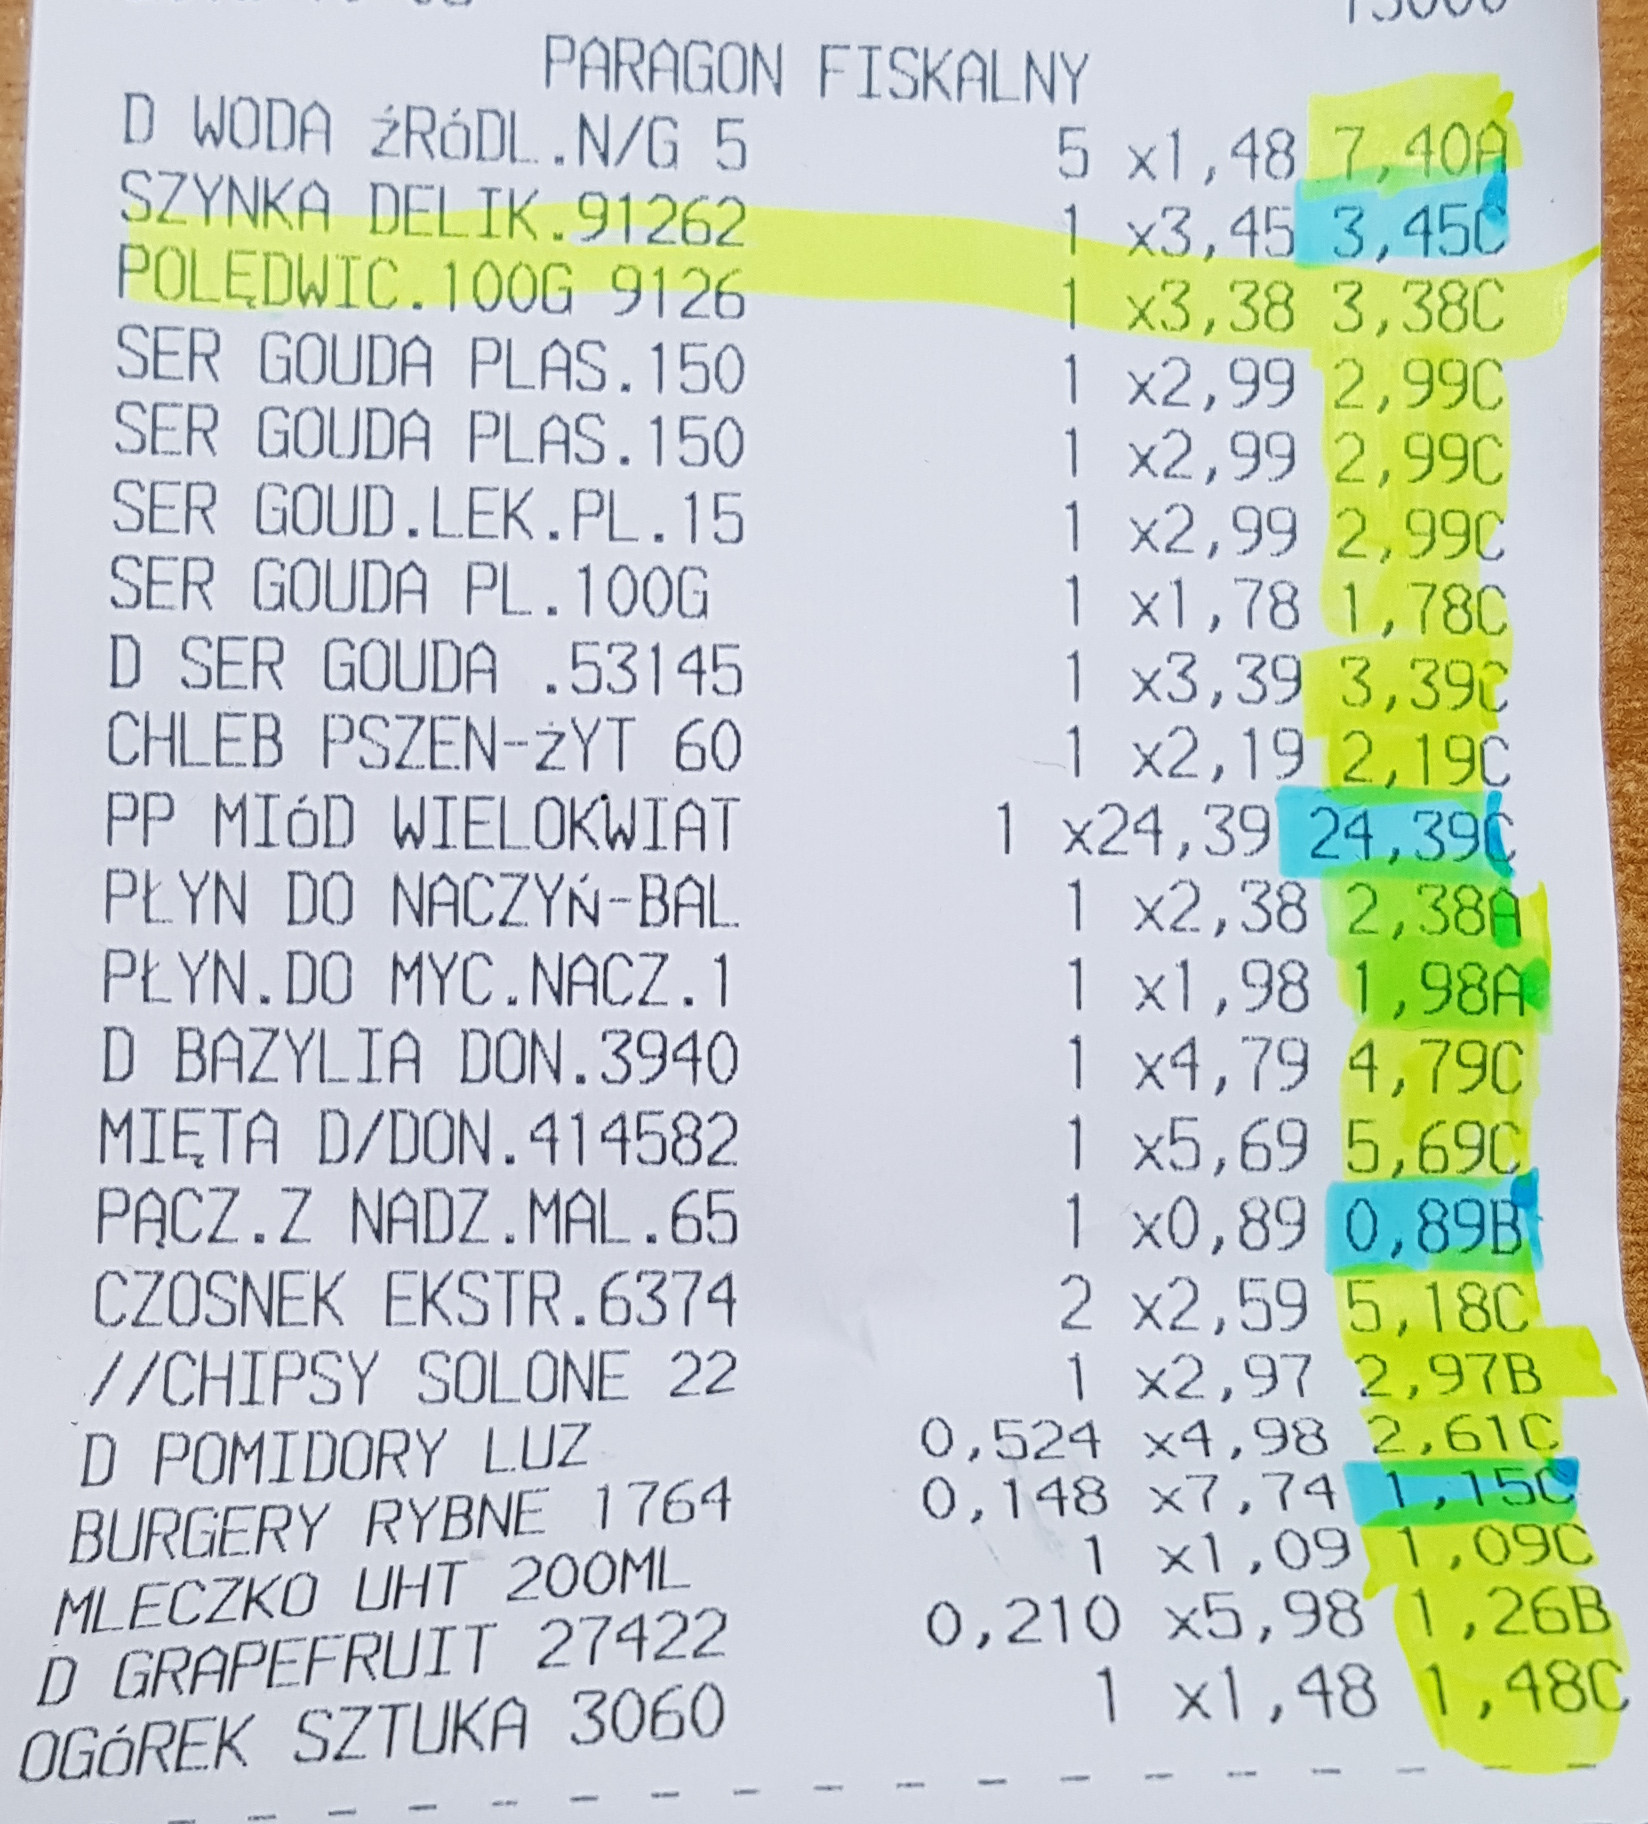 PARAGON FISKALNY
D WODA źRóDL.N/G 5 5 x1,48 7,40A
SZYNKA DELIK.91262 1 x3,45 3,45C
POLĘDWIC.100G 9126 1 x3,38 3,38C
SER GOUDA PLAS.150 1 x2,99 2,99C
SER GOUDA PLAS.150 1 x2,99 2,99C
SER GOUD.LEK.PL.15 1 x2,99 2,99C
SER GOUDA PL.100G 1 x1,78 1,78C
D SER GOUDA .53145 1 x3,39 3,39C
CHLEB PSZEN-żYT 60 1 x2,19 2,19C
PP MIóD WIELOKWIAT 1 x24,39 24,39C
PŁYN DO NACZYń-BAL 1 x2,38 2,38A
PŁYN.DO MYC.NACZ.1 1 x1,98 1,98A
D BAZYLIA DON.3940 1 x4,79 4,79C
MIĘTA D/DON.414582 1 x5,69 5,69C
PĄCZ.Z NADZ.MAL.65 1 x0,89 0,89B
CZOSNEK EKSTR.6374 2 x2,59 5,18C
//CHIPSY SOLONE 22 1 x2,97 2,97B
D POMIDORY LUZ 0,524 x4,98 2,61C
BURGERY RYBNE 1764 0,148 x7,74 1,15C
MLECZKO UHT 200ML 1 x1,09 1,09C
D GRAPEFRUIT 27422 0,210 x5,98 1,26B
OGóREK SZTUKA 3060 1 x1,48 1,48C